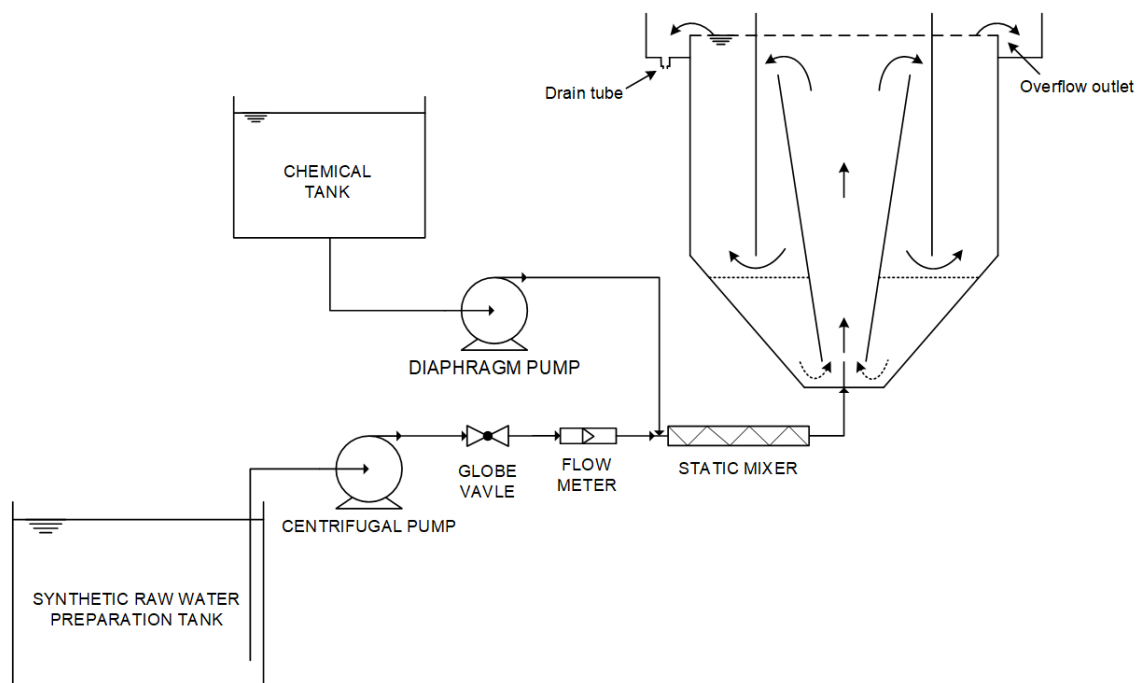 Drain tube
Overflow outlet
CHEMICAL
TANK
DIAPHRAGM PUMP
GLOBE
VAVLE
FLOW
METER
STATIC MIXER
CENTRIFUGAL PUMP
SYNTHETIC RAW WATER
PREPARATION TANK